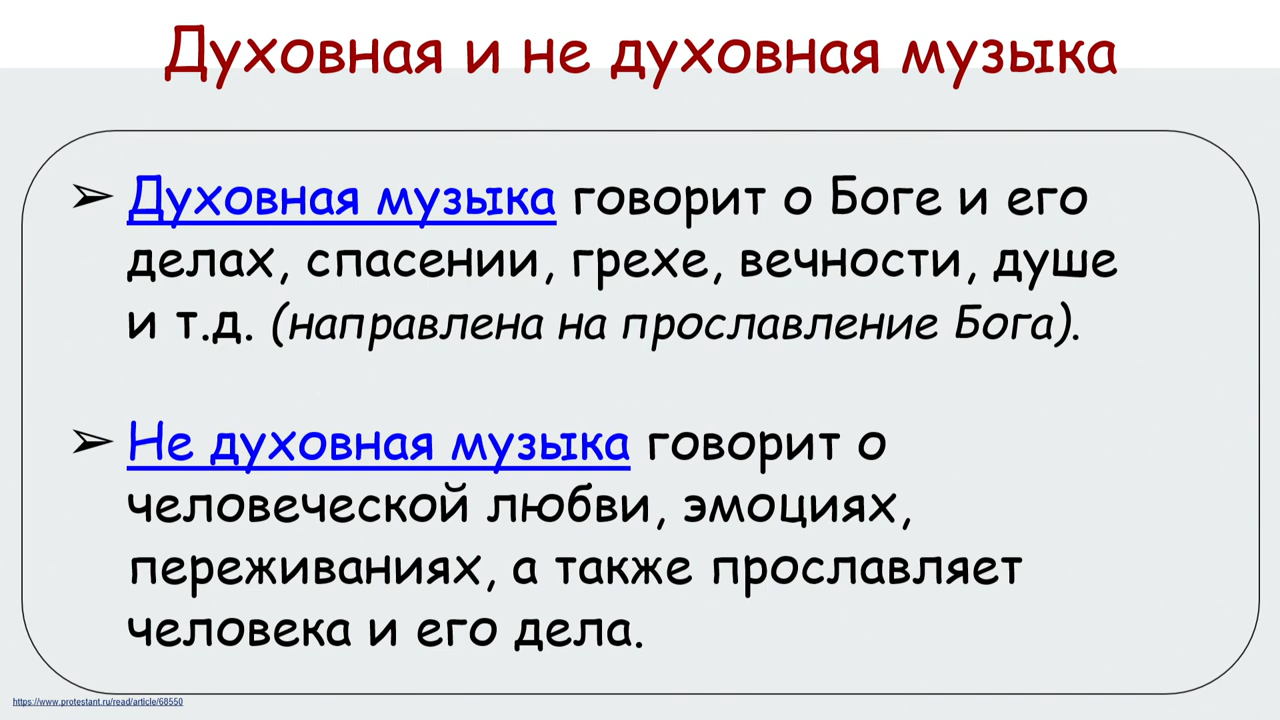 Духовная и не духовная музыка
➢ Духовная музыка говорит о Боге и его
делах, спасении, грехе, вечности, душе
и т.д. (направлена на прославление Бога).
➢ Не духовная музыка говорит о
человеческой любви, эмоциях,
переживаниях, а также прославляет
человека и его дела.
https://www.protestant.ru/read/article/68550